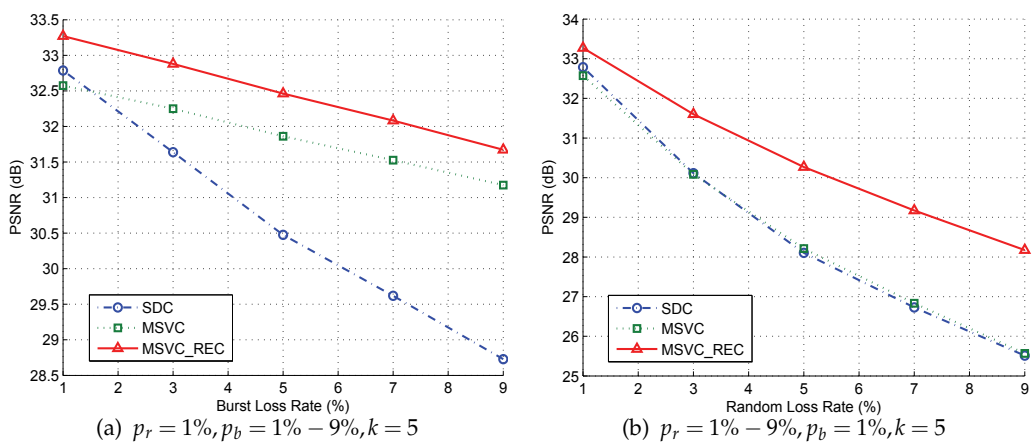 33.5
33
32.5
32
31.5
31
30.5
30
29.5
29
28.5
PSNR (dB)
SDC
MSVC
MSVC_REC
1 2 3 4 5 6 7 8 9
Burst Loss Rate (%)
(a) p_r = 1%, p_b = 1% − 9%, k = 5
34
33
32
31
30
29
28
27
26
25
PSNR (dB)
SDC
MSVC
MSVC_REC
1 2 3 4 5 6 7 8 9
Random Loss Rate (%)
(b) p_r = 1% − 9%, p_b = 1%, k = 5